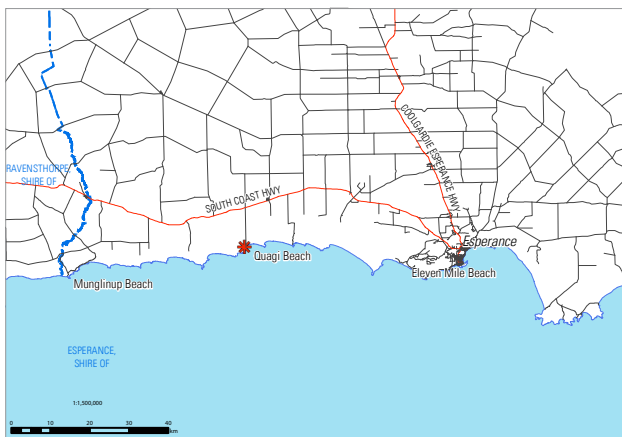 COOLGARDIE ESPERANCE HWY
RAVENSTHORPE,
SHIRE OF
SOUTH COAST HWY
Esperance
Quagi Beach
Eleven Mile Beach
Munglinup Beach
ESPERANCE,
SHIRE OF
1:1,500,000
0 10 20 30 40
km